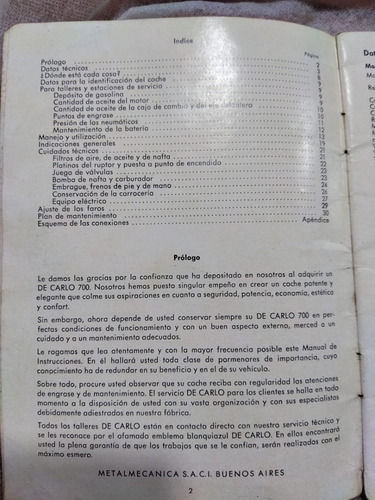 Indice
Página
Prólogo 2
Datos técnicos 3
¿Dónde está cada cosa? 8
Datos para la identificación del coche 9
Para talleres y estaciones de servicio 9
Depósito de gasolina 9
Cantidad de aceite del motor 9
Cantidad de aceite de la caja de cambio y del eje delantero 10
Puntos de engrase 10
Presión de los neumáticos 11
Mantenimiento de la batería 12
Manejo y utilización 13
Indicaciones generales 19
Cuidados técnicos 21
Filtros de aire, de aceite y de nafta 21
Platinos del ruptor y puesta a punto de encendido 22
Juego de válvulas 23
Bomba de nafta y carburador 23
Embrague, frenos de pie y de mano 24
Conservación de la carrocería 25
Equipo eléctrico 27
Ajuste de los faros 29
Plan de mantenimiento 30
Esquema de las conexiones Apéndice
Prólogo
Le damos las gracias por la confianza que ha depositado en nosotros al adquirir un
DE CARLO 700. Nosotros hemos puesto singular empeño en crear un coche potente y
elegante que colme sus aspiraciones en cuanto a seguridad, potencia, economía, estética
y confort.
Sin embargo, ahora depende de usted conservar siempre su DE CARLO 700 en per-
fectas condiciones de funcionamiento y con un buen aspecto externo, merced a un
cuidado y a un mantenimiento adecuados.
Le rogamos que lea atentamente y con la mayor frecuencia posible este Manual de
Instrucciones. En él hallará usted toda clase de pormenores de importancia, cuyo
conocimiento ha de redundar en su beneficio y en el de su vehículo.
Sobre todo, procure usted observar que su coche reciba con regularidad las atenciones
de engrase y de mantenimiento. El servicio DE CARLO para los clientes se halla en todo
momento a la disposición de usted con su vasta organización y con sus especialistas
debidamente adiestrados en nuestra fábrica.
Todos los talleres DE CARLO están en contacto directo con nuestro servicio técnico y
se les reconoce por el afamado emblema blanquiazul DE CARLO. En ellos encontrará
usted la plena garantía de que los trabajos que se le confían, serán realizados con el
máximo esmero.
METALMECANICA S.A.C.I. BUENOS AIRES
2
Dat
Mo
Ma
Re